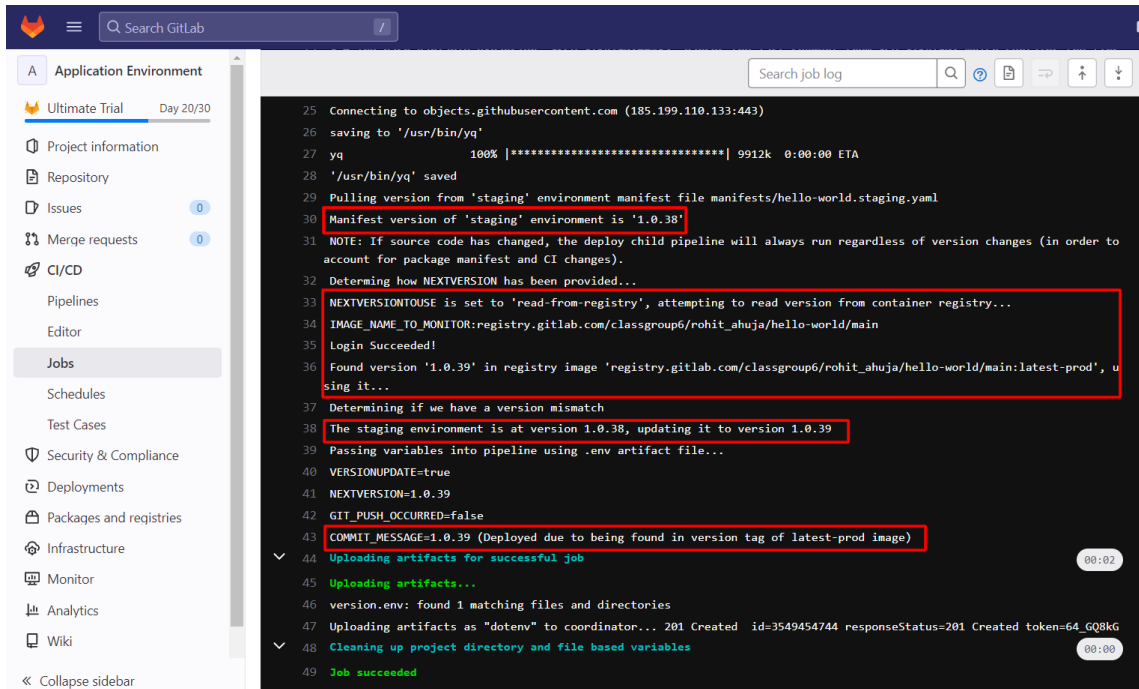 Search GitLab
/
A Application Environment
Ultimate Trial Day 20/30
Project information
Repository
Issues 0
Merge requests 0
CI/CD
Pipelines
Editor
Jobs
Schedules
Test Cases
Security & Compliance
Deployments
Packages and registries
Infrastructure
Monitor
Analytics
Wiki
« Collapse sidebar
Search job log
25 Connecting to objects.githubusercontent.com (185.199.110.133:443)
26 saving to '/usr/bin/yq'
27 yq 100% |********************************| 9912k 0:00:00 ETA
28 '/usr/bin/yq' saved
29 Pulling version from 'staging' environment manifest file manifests/hello-world.staging.yaml
30 Manifest version of 'staging' environment is '1.0.38'
31 NOTE: If source code has changed, the deploy child pipeline will always run regardless of version changes (in order to
account for package manifest and CI changes).
32 Determing how NEXTVERSION has been provided...
33 NEXTVERSIONTOUSE is set to 'read-from-registry', attempting to read version from container registry...
34 IMAGE_NAME_TO_MONITOR:registry.gitlab.com/classgroup6/rohit_ahuja/hello-world/main
35 Login Succeeded!
36 Found version '1.0.39' in registry image 'registry.gitlab.com/classgroup6/rohit_ahuja/hello-world/main:latest-prod', u
sing it...
37 Determining if we have a version mismatch
38 The staging environment is at version 1.0.38, updating it to version 1.0.39
39 Passing variables into pipeline using .env artifact file...
40 VERSIONUPDATE=true
41 NEXTVERSION=1.0.39
42 GIT_PUSH_OCCURRED=false
43 COMMIT_MESSAGE=1.0.39 (Deployed due to being found in version tag of latest-prod image)
44 Uploading artifacts for successful job 00:02
45 Uploading artifacts...
46 version.env: found 1 matching files and directories
47 Uploading artifacts as "dotenv" to coordinator... 201 Created id=3549454744 responseStatus=201 Created token=64_GQ8kG
48 Cleaning up project directory and file based variables 00:00
49 Job succeeded